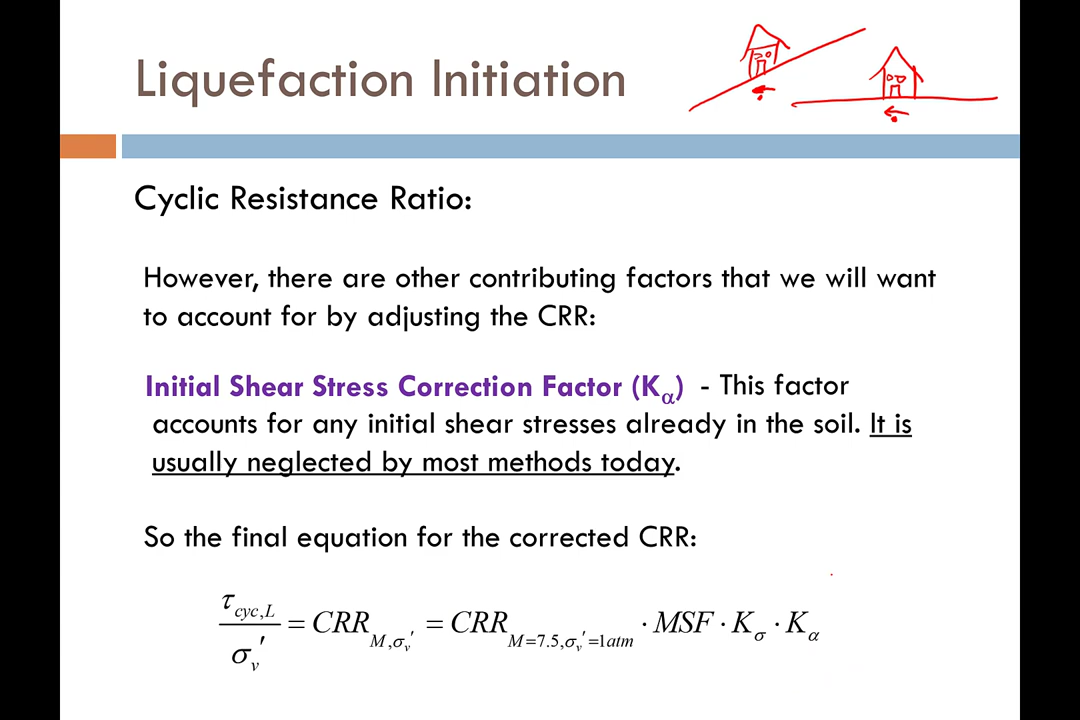 Liquefaction Initiation
Cyclic Resistance Ratio:
However, there are other contributing factors that we will want
to account for by adjusting the CRR:
Initial Shear Stress Correction Factor (Kα) - This factor
accounts for any initial shear stresses already in the soil. It is
usually neglected by most methods today.
So the final equation for the corrected CRR:
τcyc,L / σv′ = CRR M,σv′ = CRR M=7.5,σv′=1atm · MSF · Kσ · Kα